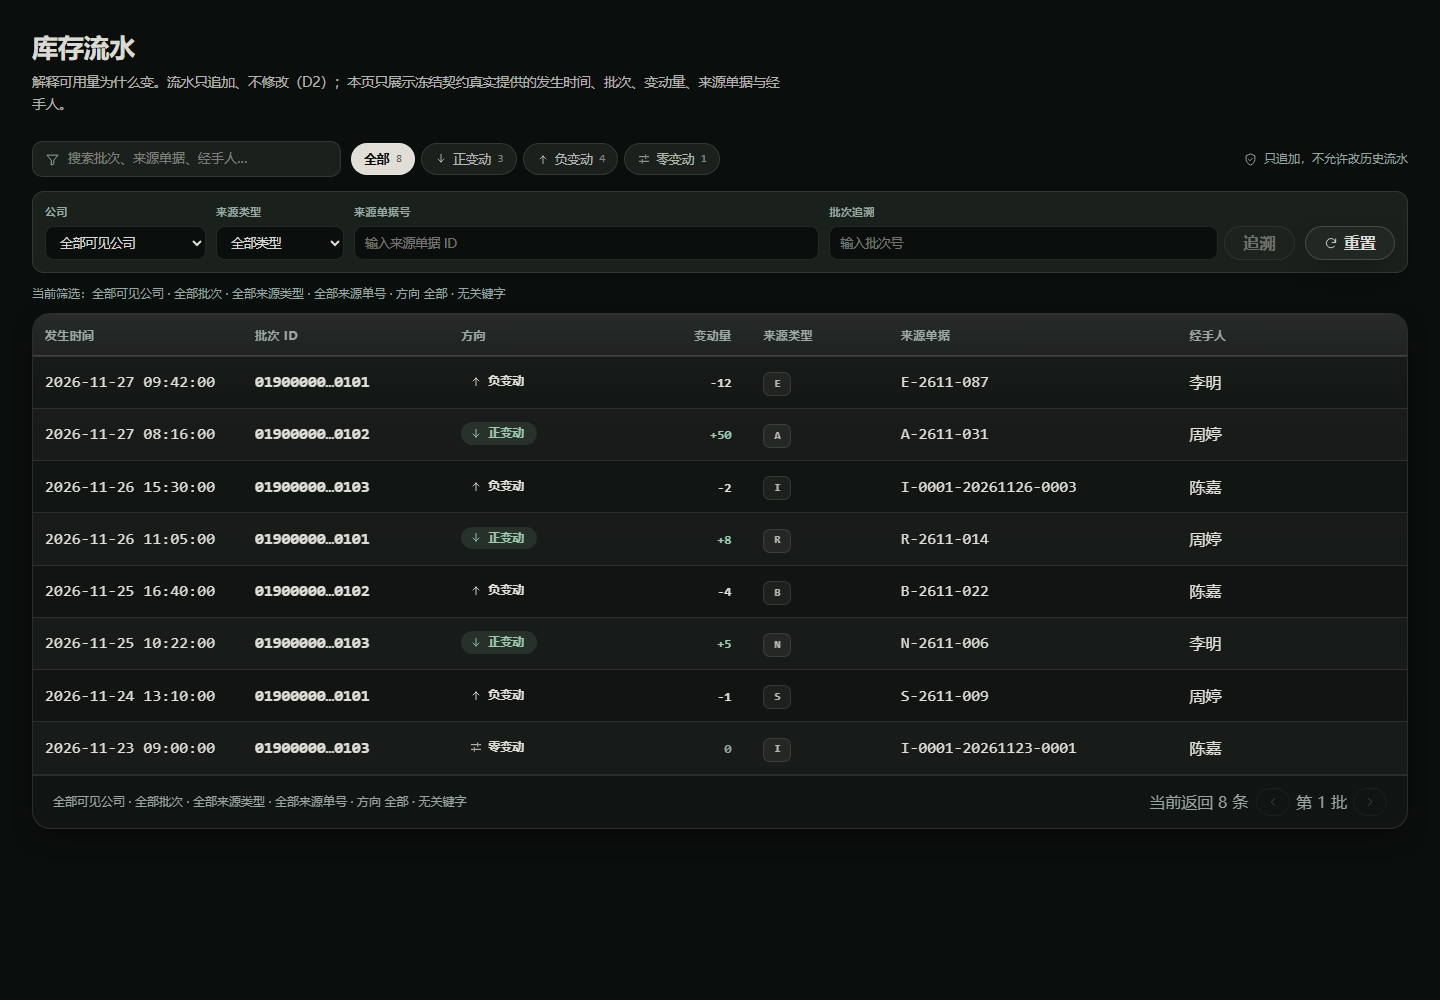 库存流水
解释可用量为什么变。流水只追加、不修改（D2）；本页只展示冻结契约真实提供的发生时间、批次、变动量、来源单据与经
手人。
搜索批次、来源单据、经手人... 全部 8 正变动 3 负变动 4 零变动 1 只追加，不允许改历史流水
公司 来源类型 来源单据号 批次追溯
全部可见公司 全部类型 输入来源单据 ID 输入批次号 追溯 重置
当前筛选：全部可见公司 · 全部批次 · 全部来源类型 · 全部来源单号 · 方向 全部 · 无关键字
发生时间 批次 ID 方向 变动量 来源类型 来源单据 经手人
2026-11-27 09:42:00 01900000…0101 ↑ 负变动 -12 E E-2611-087 李明
2026-11-27 08:16:00 01900000…0102 ↓ 正变动 +50 A A-2611-031 周婷
2026-11-26 15:30:00 01900000…0103 ↑ 负变动 -2 I I-0001-20261126-0003 陈嘉
2026-11-26 11:05:00 01900000…0101 ↓ 正变动 +8 R R-2611-014 周婷
2026-11-25 16:40:00 01900000…0102 ↑ 负变动 -4 B B-2611-022 陈嘉
2026-11-25 10:22:00 01900000…0103 ↓ 正变动 +5 N N-2611-006 李明
2026-11-24 13:10:00 01900000…0101 ↑ 负变动 -1 S S-2611-009 周婷
2026-11-23 09:00:00 01900000…0103 零变动 0 I I-0001-20261123-0001 陈嘉
全部可见公司 · 全部批次 · 全部来源类型 · 全部来源单号 · 方向 全部 · 无关键字 当前返回 8 条 第 1 批